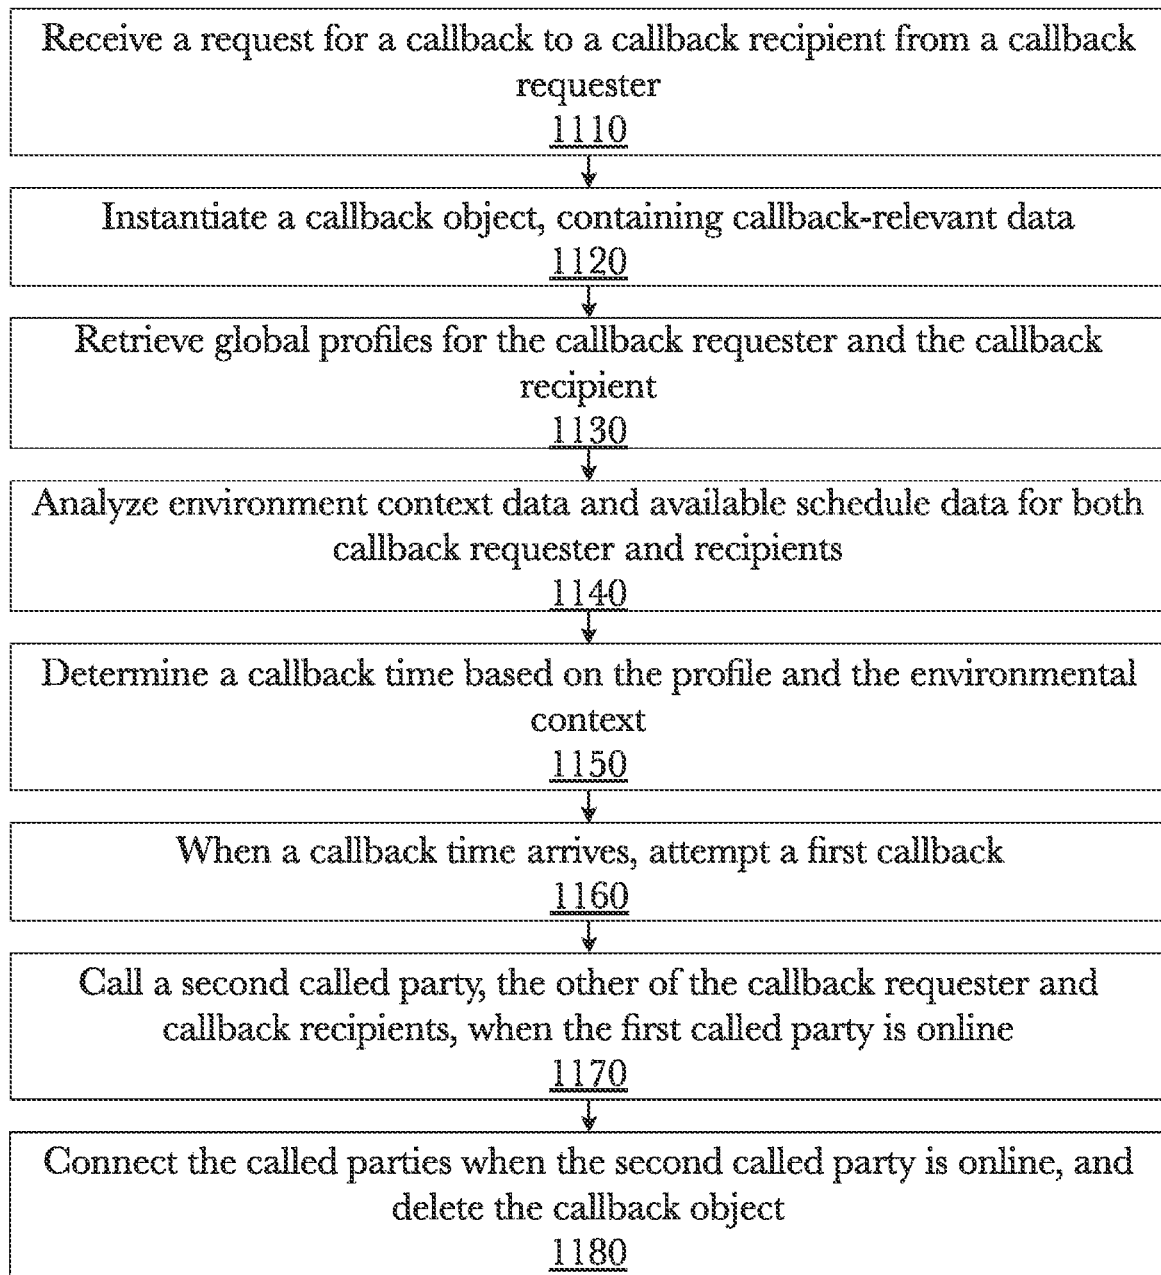 Receive a request for a callback to a callback recipient from a callback
requester
1110
Instantiate a callback object, containing callback-relevant data
1120
Retrieve global profiles for the callback requester and the callback
recipient
1130
Analyze environment context data and available schedule data for both
callback requester and recipients
1140
Determine a callback time based on the profile and the environmental
context
1150
When a callback time arrives, attempt a first callback
1160
Call a second called party, the other of the callback requester and
callback recipients, when the first called party is online
1170
Connect the called parties when the second called party is online, and
delete the callback object
1180